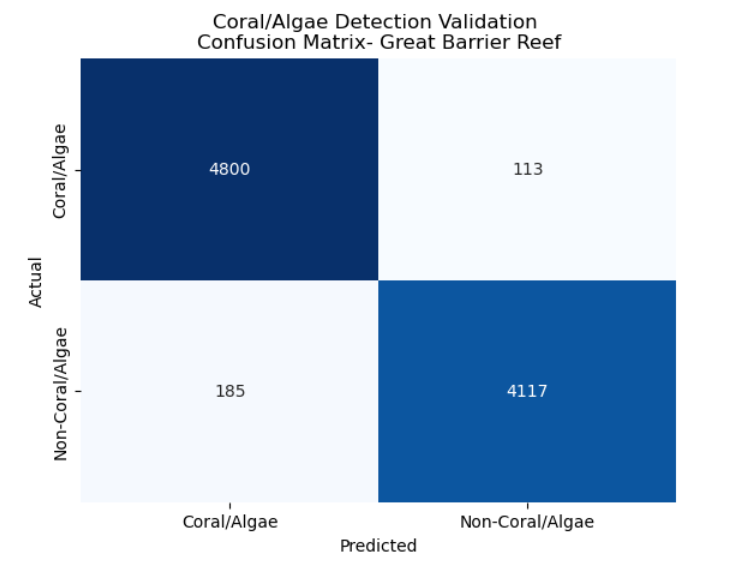 Coral/Algae Detection Validation
Confusion Matrix- Great Barrier Reef
Coral/Algae
4800
113
Actual
Non-Coral/Algae
185
4117
Coral/Algae
Non-Coral/Algae
Predicted